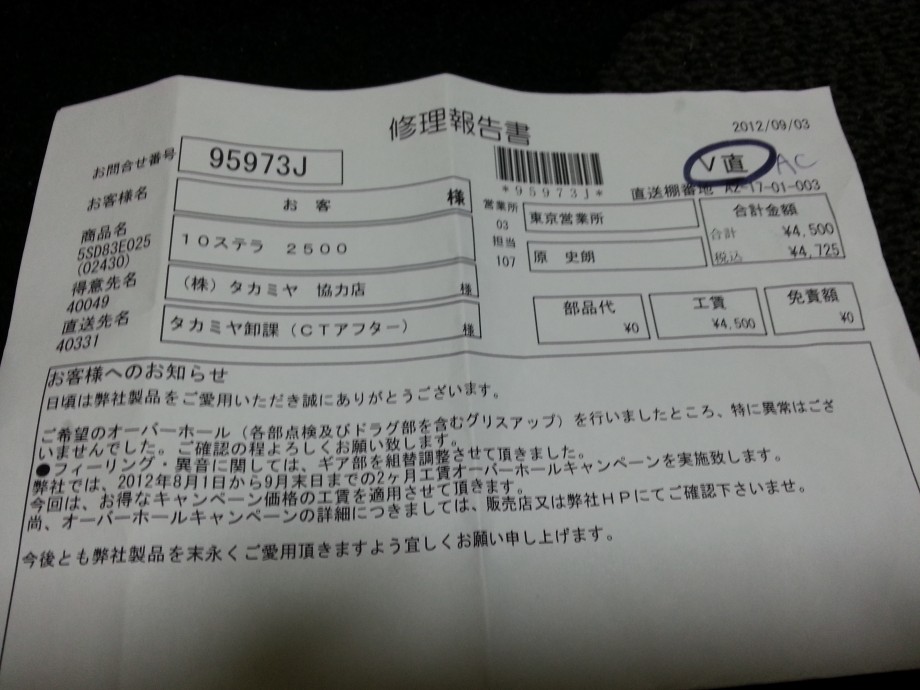 修理報告書
2012/09/03
お問合せ番号 95973J
*95973J*
V直 AC
直送棚番地 AZ-17-01-003
お客様名 お客 様
営業所 03 東京営業所
合計金額
合計 ¥4,500
税込 ¥4,725
商品名 5SD83E025 (02430) 10ステラ 2500
担当 107 原 史朗
得意先名 40049 (株)タカミヤ 協力店 様
部品代 ¥0
工賃 ¥4,500
免責額 ¥0
直送先名 40331 タカミヤ卸課(CTアフター) 様
お客様へのお知らせ
日頃は弊社製品をご愛用いただき誠にありがとうございます。
ご希望のオーバーホール(各部点検及びドラグ部を含むグリスアップ)を行いましたところ、特に異常はござ
いませんでした。ご確認の程よろしくお願い致します。
●フィーリング・異音に関しては、ギア部を組替調整させて頂きました。
弊社では、2012年8月1日から9月末日までの2ヶ月工賃オーバーホールキャンペーンを実施致します。
今回は、お得なキャンペーン価格の工賃を適用させて頂きます。
尚、オーバーホールキャンペーンの詳細につきましては、販売店又は弊社HPにてご確認下さいませ。
今後とも弊社製品を末永くご愛用頂きますよう宜しくお願い申し上げます。